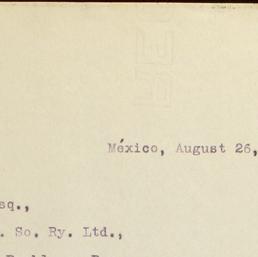 México, August 26,
sq.,
. So. Ry. Ltd.,